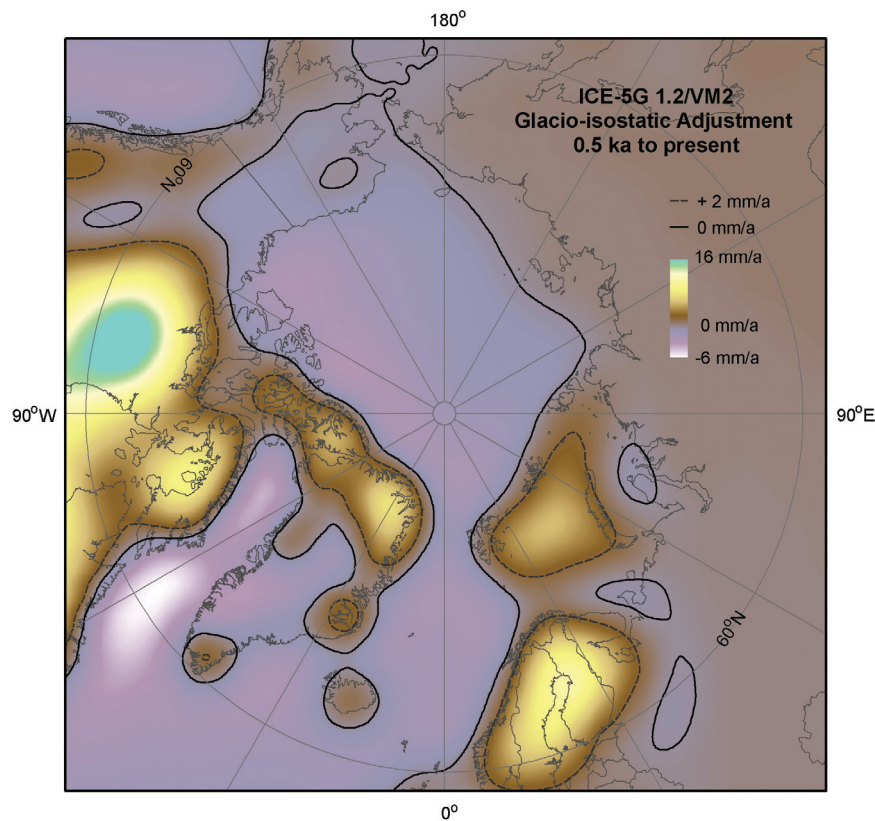 180°
ICE-5G 1.2/VM2
Glacio-isostatic Adjustment
0.5 ka to present
60°N
+ 2 mm/a
0 mm/a
16 mm/a
0 mm/a
-6 mm/a
90°W
90°E
60°N
0°